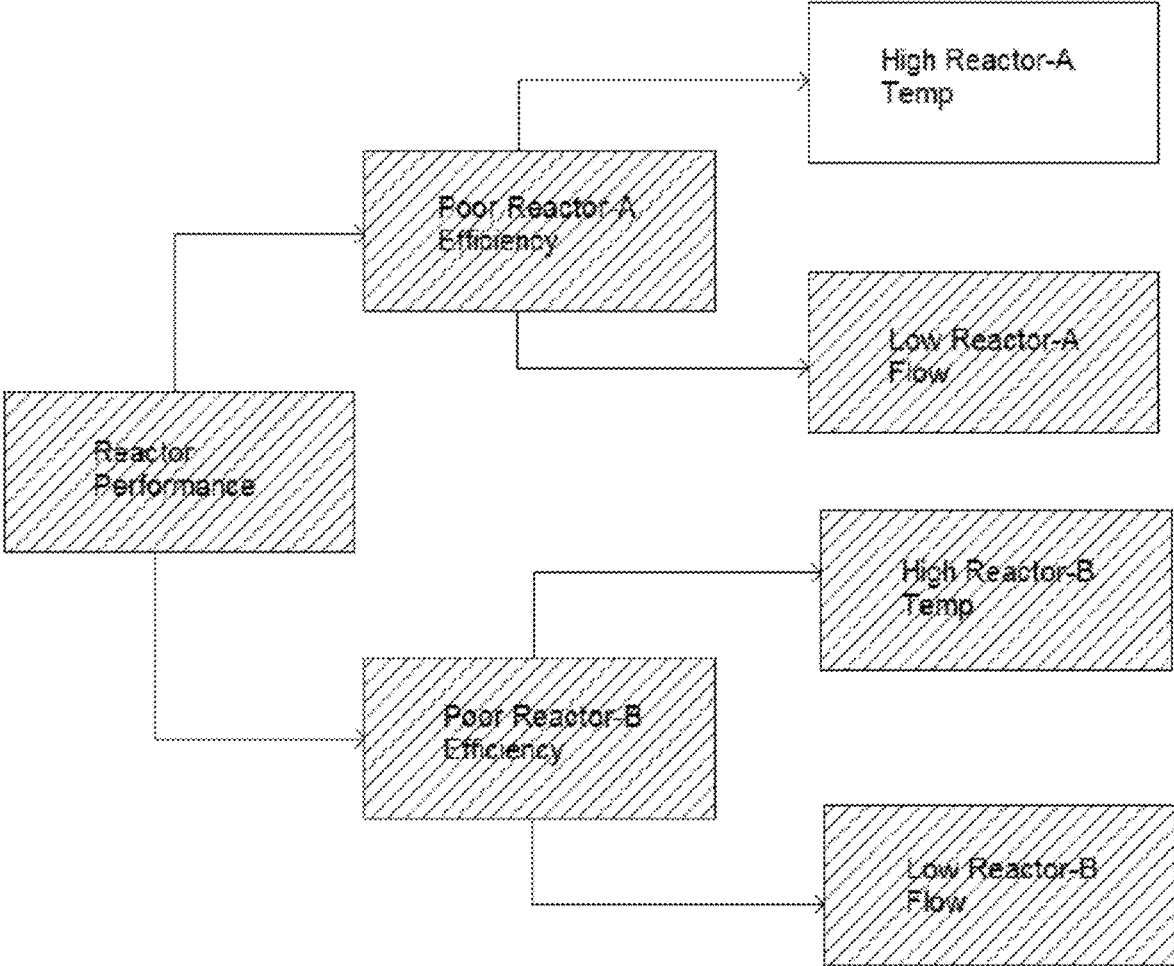 High Reactor-A
Temp
Poor Reactor-A
Efficiency
Low Reactor-A
Flow
Reactor
Performance
High Reactor-B
Temp
Poor Reactor-B
Efficiency
Low Reactor-B
Flow